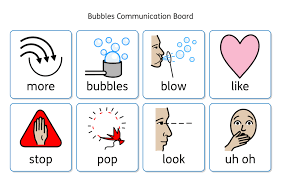 Bubbles Communication Board
more bubbles blow like
stop pop look uh oh